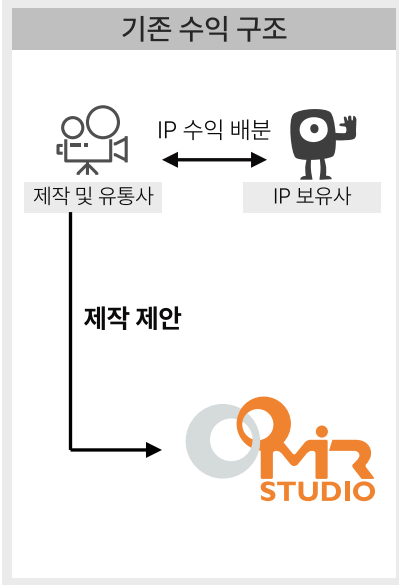 기존 수익 구조
IP 수익 배분
제작 및 유통사
IP 보유사
제작 제안
MIR
STUDIO